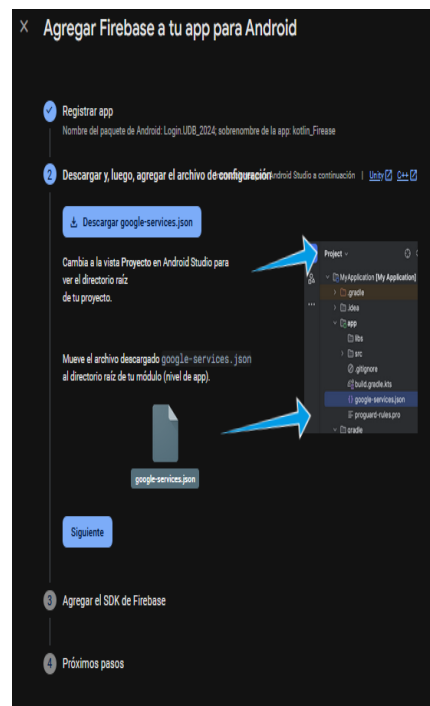 × Agregar Firebase a tu app para Android
Registrar app
Nombre del paquete de Android: Login.UDB_2024; sobrenombre de la app: kotlin_Firease
2 Descargar y, luego, agregar el archivo de configuración Android Studio a continuación | Unity C++
Descargar google-services.json
Cambia a la vista Proyecto en Android Studio para
ver el directorio raíz
de tu proyecto.
Mueve el archivo descargado google-services.json
al directorio raíz de tu módulo (nivel de app).
google-services.json
Project
MyApplication [My Application]
.gradle
.idea
app
libs
src
.gitignore
build.gradle.kts
{} google-services.json
proguard-rules.pro
gradle
Siguiente
3 Agregar el SDK de Firebase
4 Próximos pasos